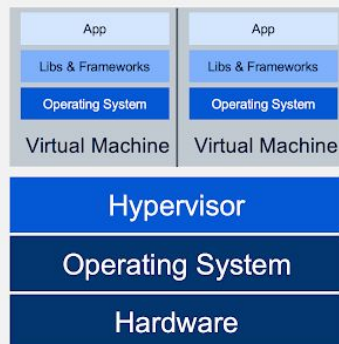 App
App
Libs & Frameworks
Libs & Frameworks
Operating System
Operating System
Virtual Machine
Virtual Machine
Hypervisor
Operating System
Hardware